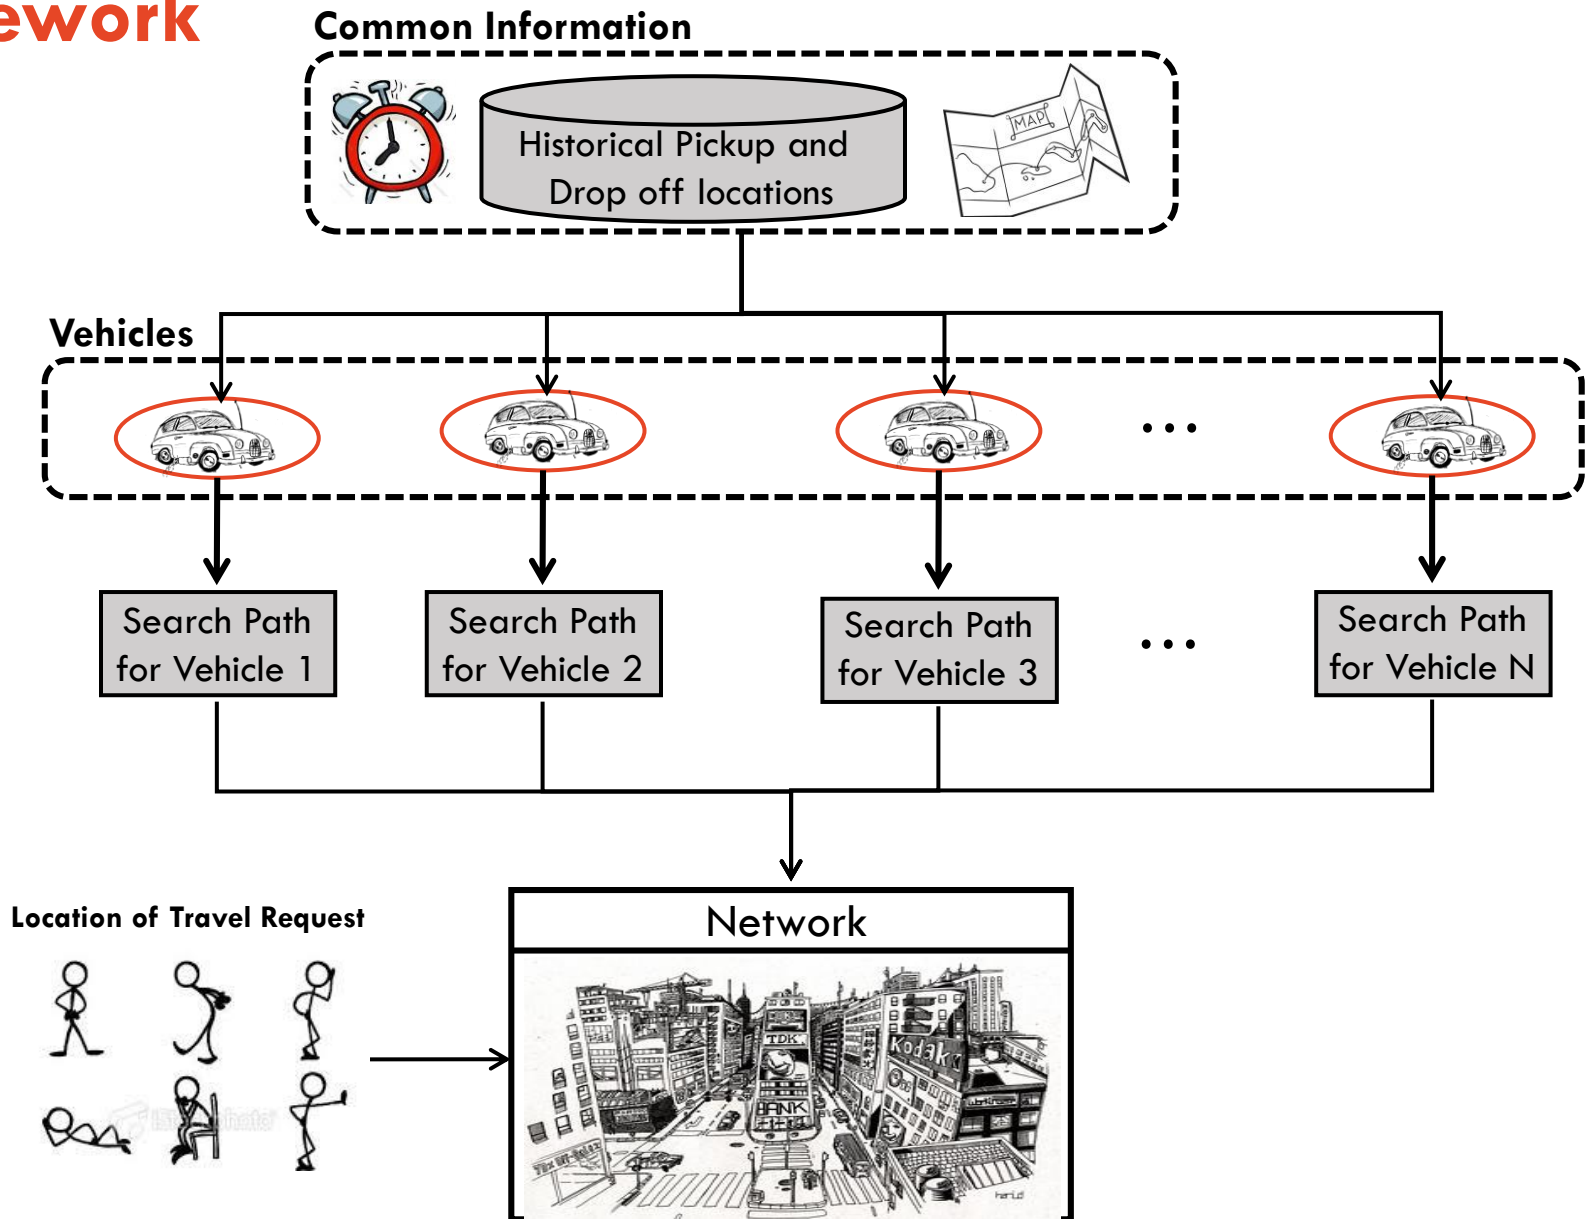 ework
Common Information
MAP
Historical Pickup and
Drop off locations
Vehicles
...
Search Path
for Vehicle 1
Search Path
for Vehicle 2
Search Path
for Vehicle 3
...
Search Path
for Vehicle N
Location of Travel Request
Network
TDK
Kodak
BANK